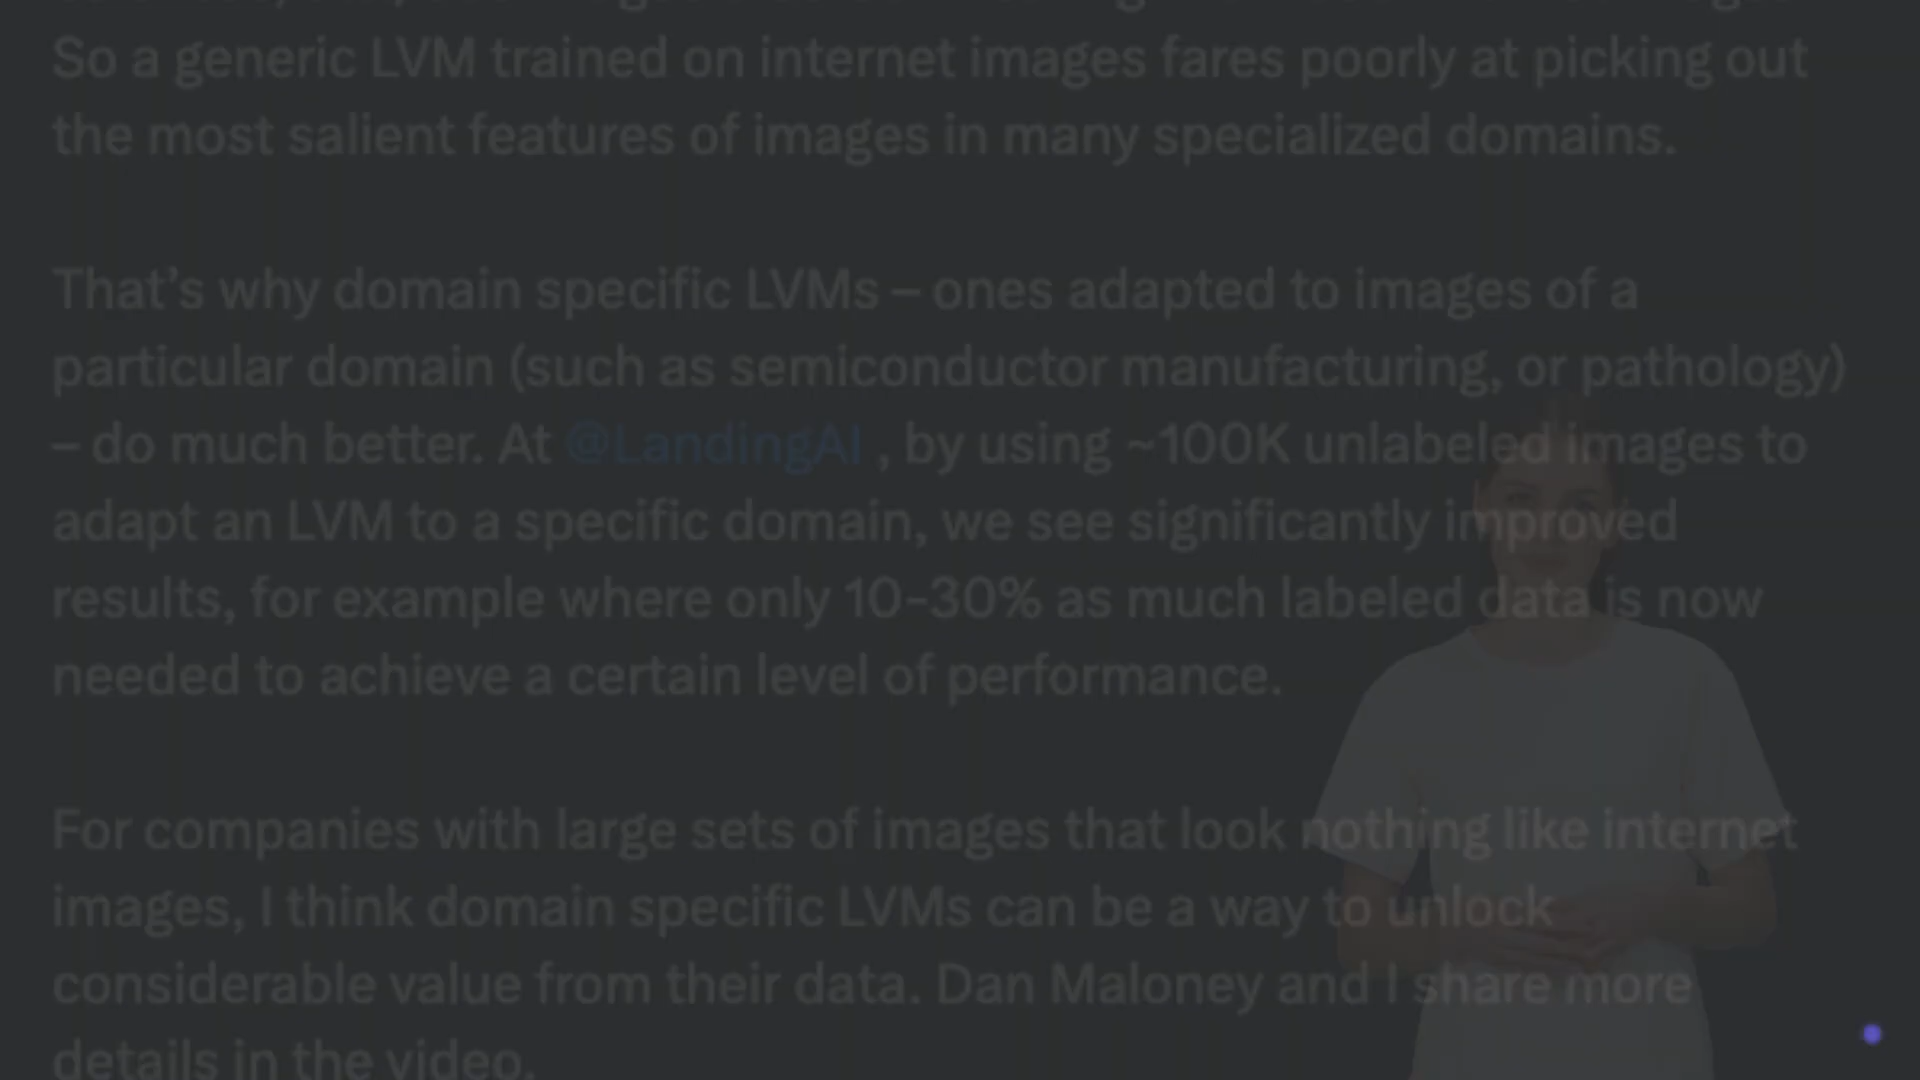 So a generic LVM trained on internet images fares poorly at picking out
the most salient features of images in many specialized domains.
That’s why domain specific LVMs – ones adapted to images of a
particular domain (such as semiconductor manufacturing, or pathology)
– do much better. At @LandingAI , by using ~100K unlabeled images to
adapt an LVM to a specific domain, we see significantly improved
results, for example where only 10-30% as much labeled data is now
needed to achieve a certain level of performance.
For companies with large sets of images that look nothing like internet
images, I think domain specific LVMs can be a way to unlock
considerable value from their data. Dan Maloney and I share more
details in the video.